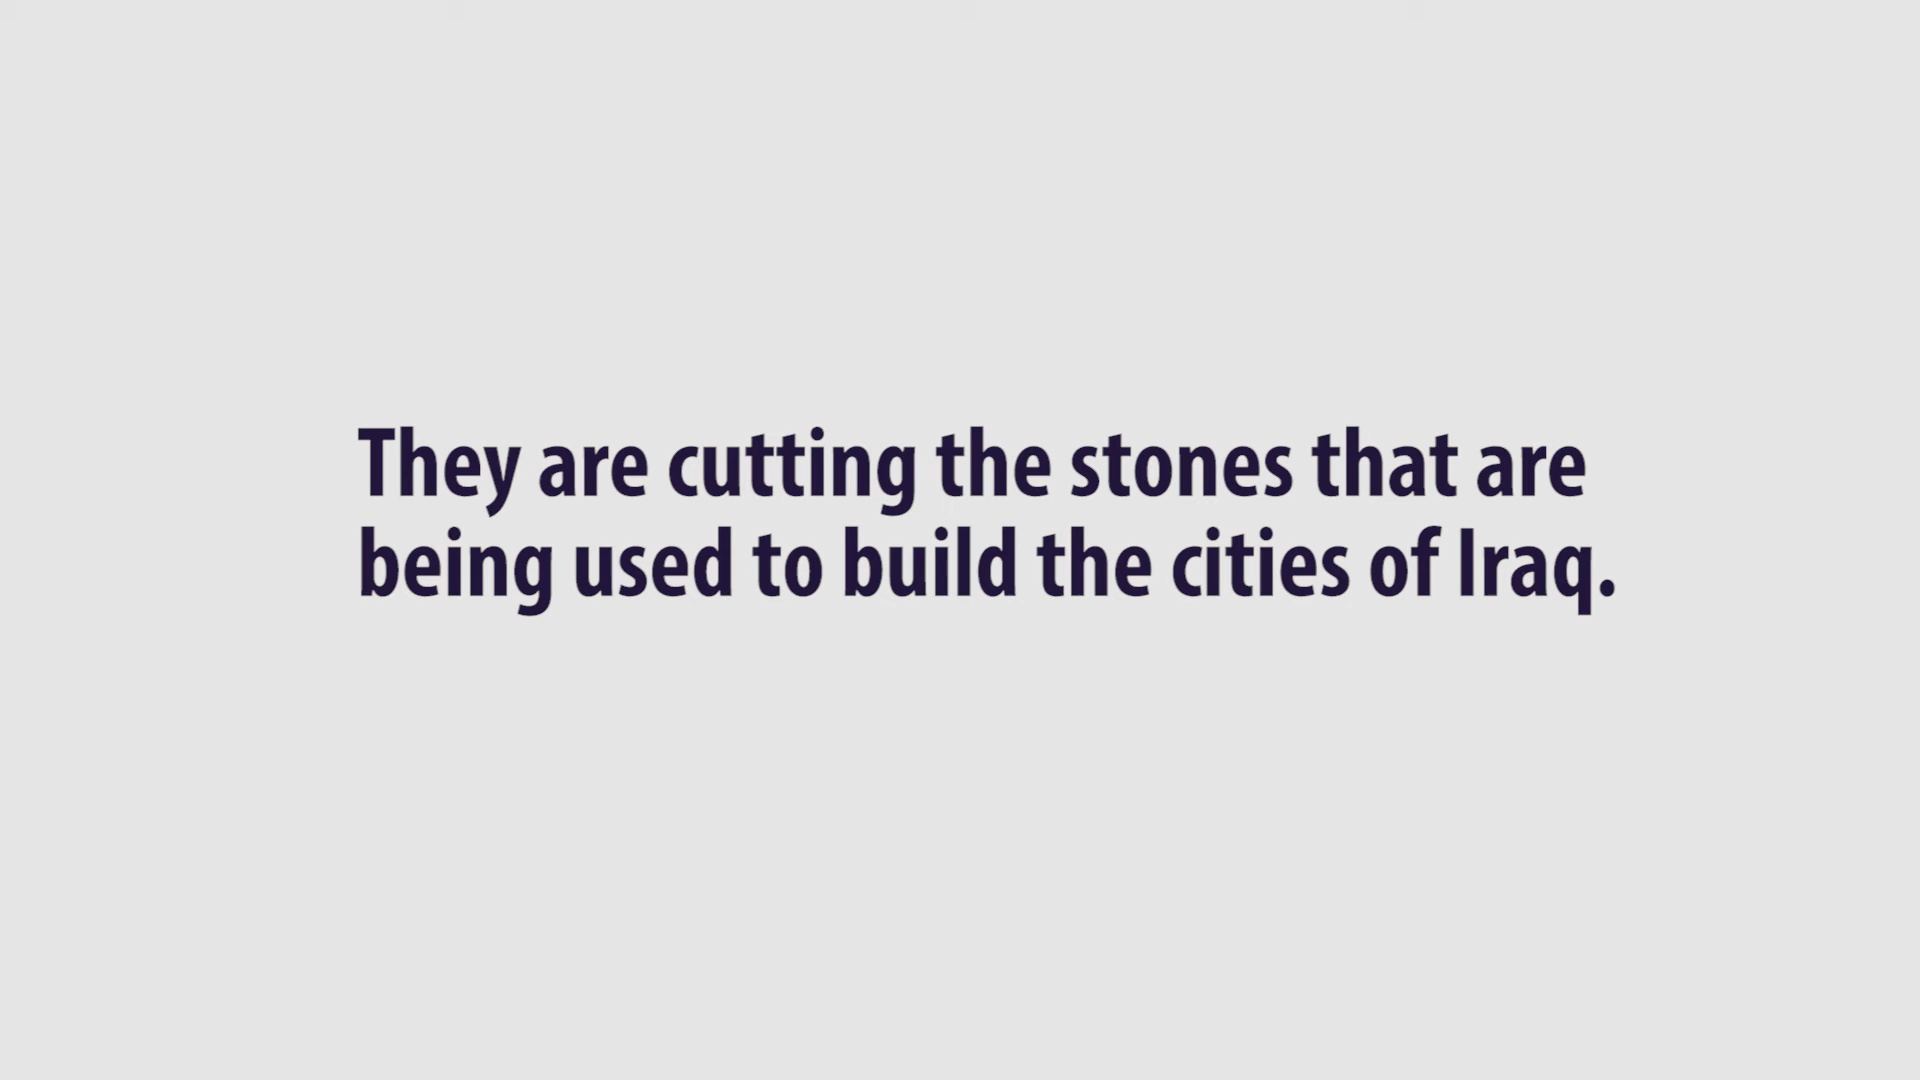 They are cutting the stones that are
being used to build the cities of Iraq.